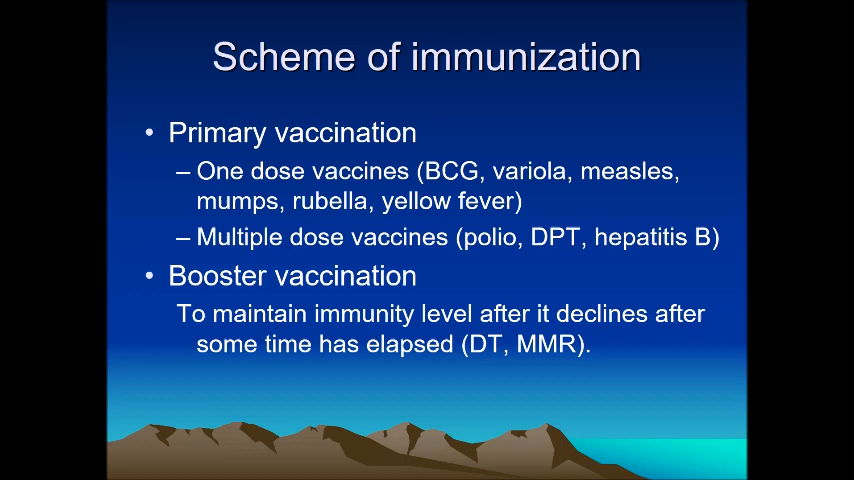 Scheme of immunization
• Primary vaccination
– One dose vaccines (BCG, variola, measles,
mumps, rubella, yellow fever)
– Multiple dose vaccines (polio, DPT, hepatitis B)
• Booster vaccination
To maintain immunity level after it declines after
some time has elapsed (DT, MMR).